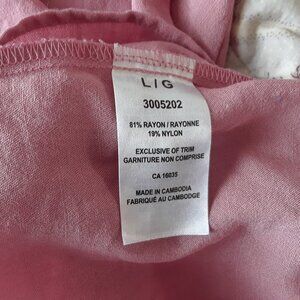 L / G
3005202
81% RAYON / RAYONNE
19% NYLON
EXCLUSIVE OF TRIM
GARNITURE NON COMPRISE
CA 16035
MADE IN CAMBODIA
FABRIQUÉ AU CAMBODGE